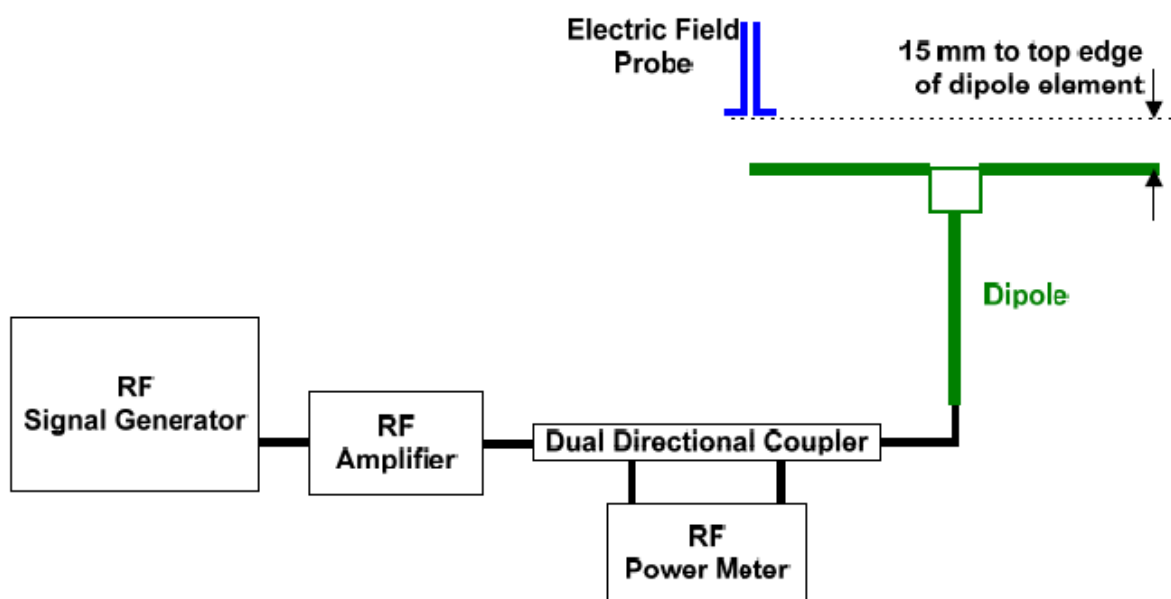 Electric Field
Probe
15 mm to top edge
of dipole element
Dipole
RF
Signal Generator
RF
Amplifier
Dual Directional Coupler
RF
Power Meter